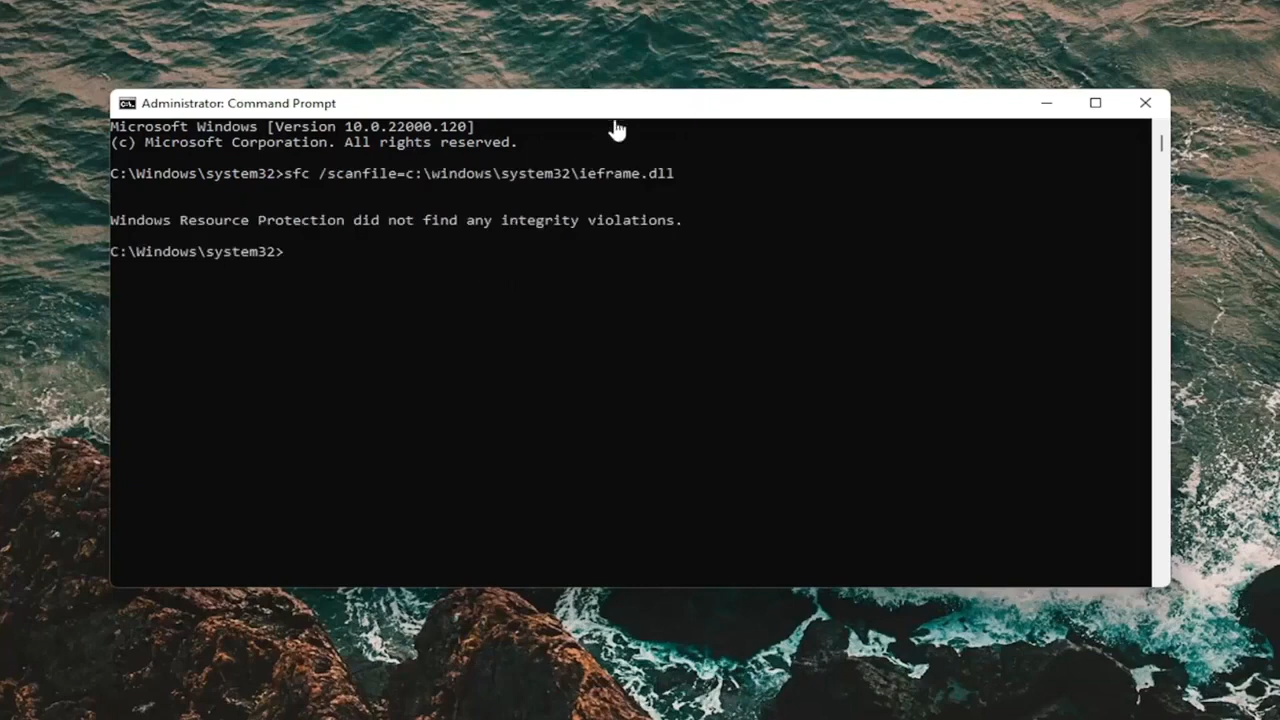 Administrator: Command Prompt
Microsoft Windows [Version 10.0.22000.120]
(c) Microsoft Corporation. All rights reserved.
C:\Windows\system32>sfc /scanfile=c:\windows\system32\ieframe.dll
Windows Resource Protection did not find any integrity violations.
C:\Windows\system32>